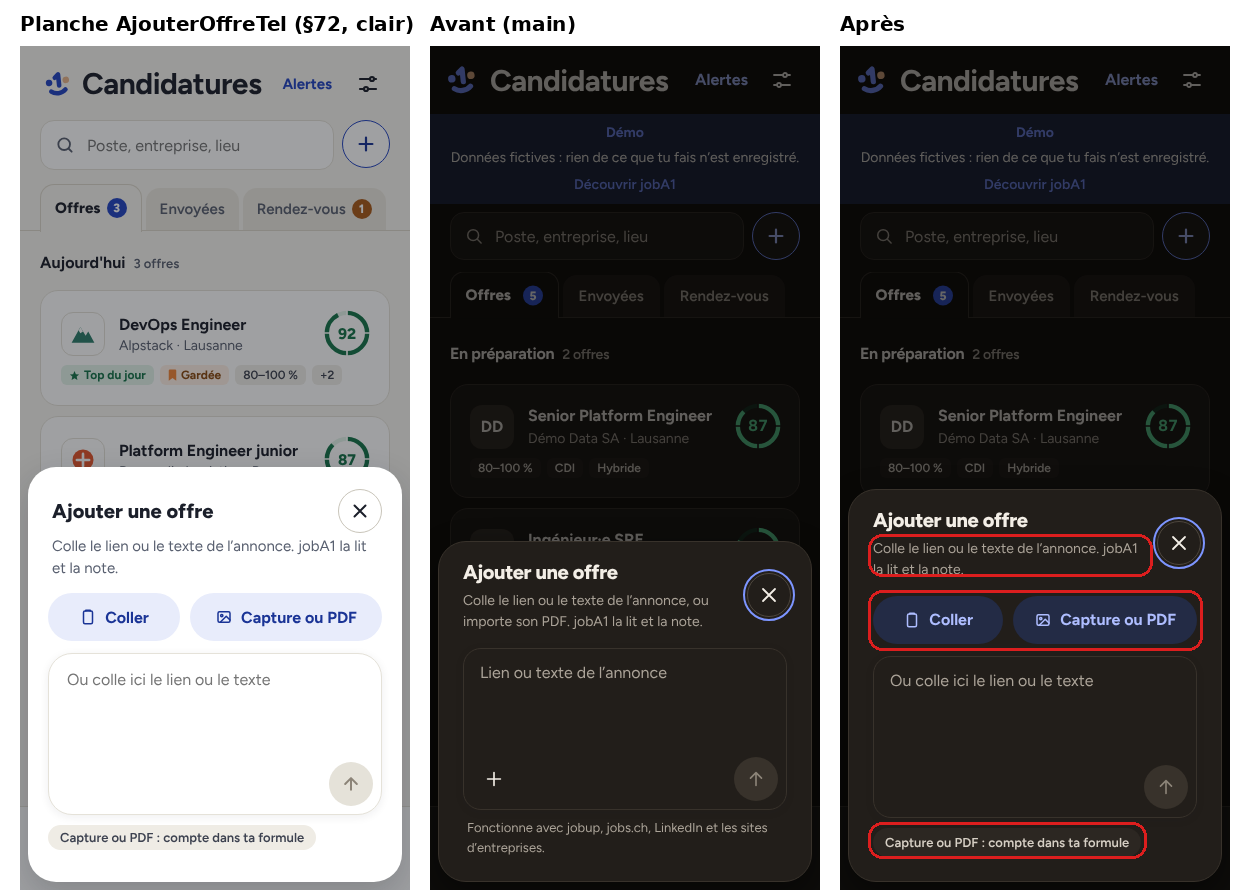 Planche AjouterOffreTel (§72, clair)
Candidatures
Alertes
Poste, entreprise, lieu
Offres 3
Envoyées
Rendez-vous 1
Aujourd'hui 3 offres
DevOps Engineer
Alpstack · Lausanne
92
Top du jour
Gardée
80–100 %
+2
Platform Engineer junior
87
Ajouter une offre
Colle le lien ou le texte de l’annonce. jobA1 la lit
et la note.
Coller
Capture ou PDF
Ou colle ici le lien ou le texte
Capture ou PDF : compte dans ta formule
Avant (main)
Candidatures
Alertes
Démo
Données fictives : rien de ce que tu fais n’est enregistré.
Découvrir jobA1
Poste, entreprise, lieu
Offres 5
Envoyées
Rendez-vous
En préparation 2 offres
DD
Senior Platform Engineer
Démo Data SA · Lausanne
87
80–100 %
CDI
Hybride
Ingénieur·e SRE
Ajouter une offre
Colle le lien ou le texte de l’annonce, ou
importe son PDF. jobA1 la lit et la note.
Lien ou texte de l’annonce
Fonctionne avec jobup, jobs.ch, LinkedIn et les sites
d’entreprises.
Après
Candidatures
Alertes
Démo
Données fictives : rien de ce que tu fais n’est enregistré.
Découvrir jobA1
Poste, entreprise, lieu
Offres 5
Envoyées
Rendez-vous
En préparation 2 offres
DD
Senior Platform Engineer
Démo Data SA · Lausanne
87
80–100 %
CDI
Hybride
Ajouter une offre
Colle le lien ou le texte de l’annonce. jobA1
la lit et la note.
Coller
Capture ou PDF
Ou colle ici le lien ou le texte
Capture ou PDF : compte dans ta formule